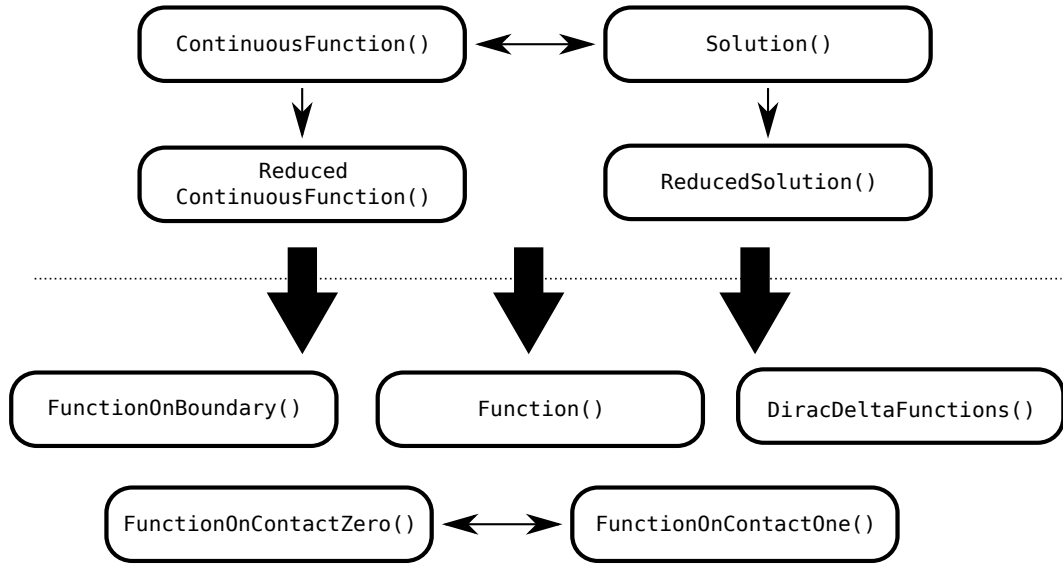 ContinuousFunction()
Solution()
Reduced
ContinuousFunction()
ReducedSolution()
FunctionOnBoundary()
Function()
DiracDeltaFunctions()
FunctionOnContactZero()
FunctionOnContactOne()